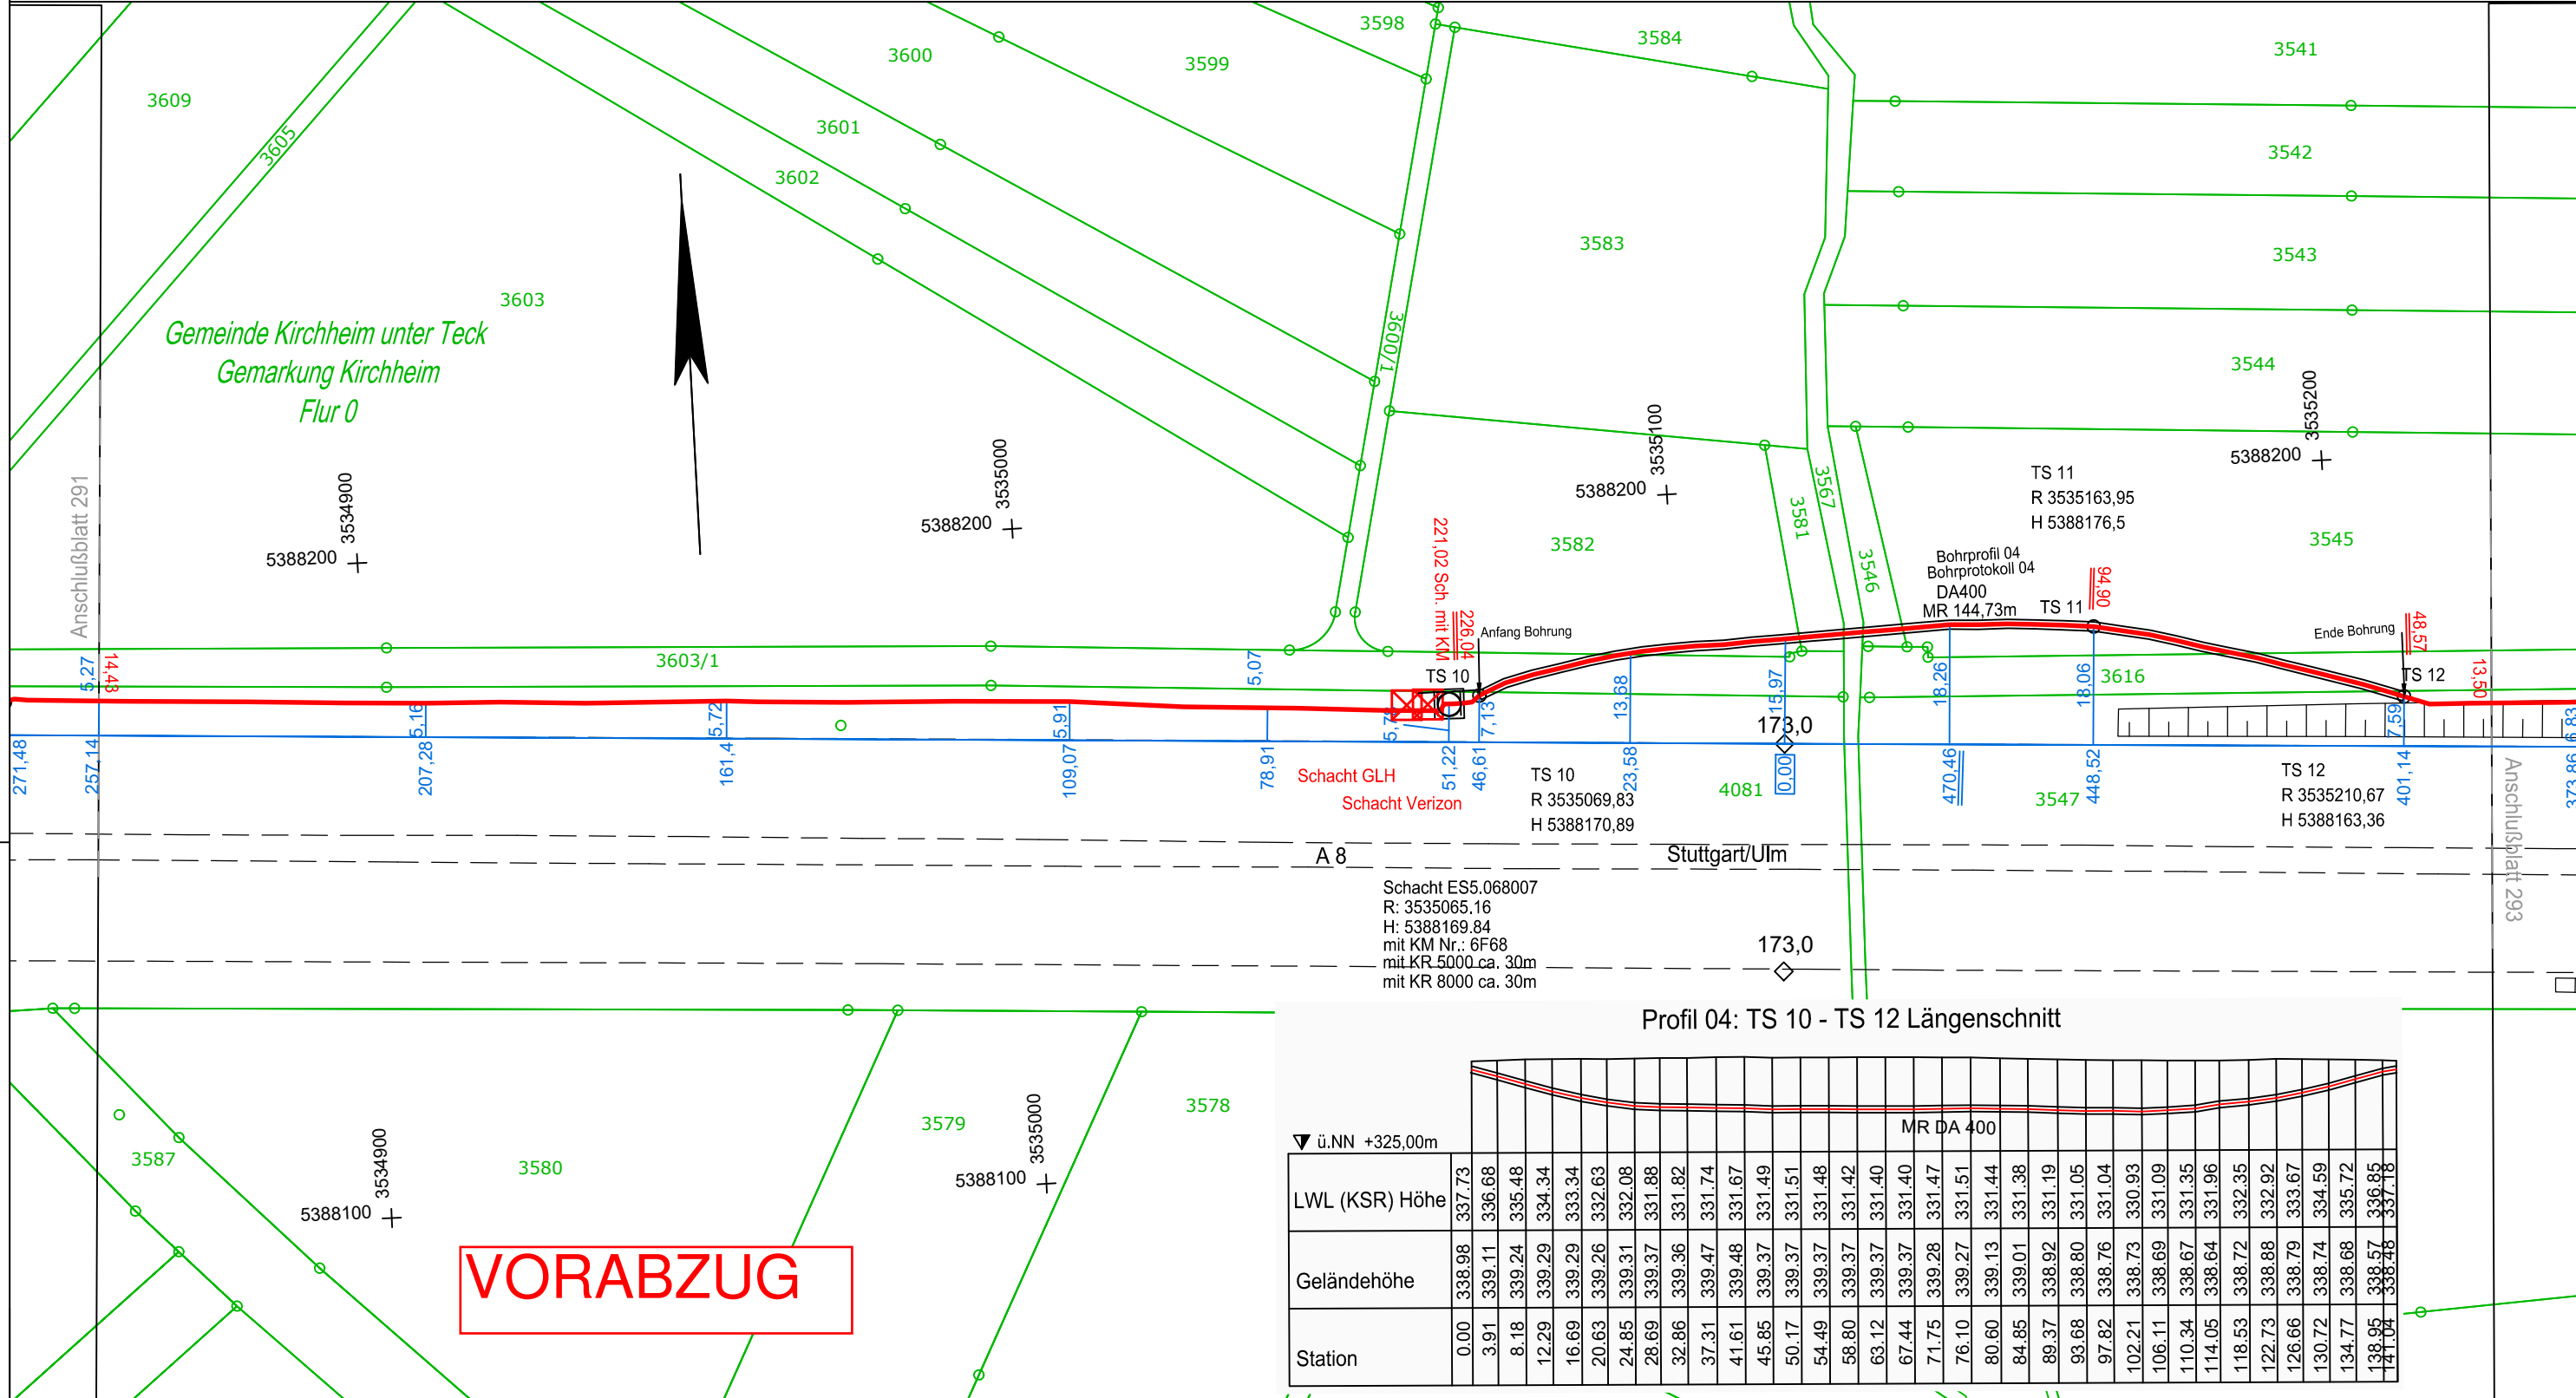 3598
3584
3541
3600
3599
3609
3601
3605
3542
3602
3583
3543
3603
Gemeinde Kirchheim unter Teck
Gemarkung Kirchheim
Flur 0
3600/1
3544
3535200
5388200
3535100
5388200
3535000
5388200
3534900
5388200
Anschlußblatt 291
3567
3581
3546
3582
3545
TS 11
R 3535163,95
H 5388176,5
Bohrprofil 04
Bohrprotokoll 04
DA400
MR 144,73m
TS 11
94,90
221,02 Sch. mit KM
226,04
Anfang Bohrung
Ende Bohrung
48,57
TS 10
TS 12
13,50
3616
3603/1
5,27
14,43
5,07
5,16
5,72
5,91
7,13
13,68
15,97
18,26
18,06
7,59
6,83
173,0
271,48
257,14
207,28
161,4
109,07
78,91
51,22
46,61
23,58
0,00
470,46
448,52
401,14
373,86
Schacht GLH
Schacht Verizon
TS 10
R 3535069,83
H 5388170,89
4081
3547
TS 12
R 3535210,67
H 5388163,36
Anschlußblatt 293
A 8
Stuttgart/Ulm
Schacht ES5.068007
R: 3535065.16
H: 5388169.84
mit KM Nr.: 6F68
mit KR 5000 ca. 30m
mit KR 8000 ca. 30m
173,0
3587
3580
3579
3578
3534900
5388100
3535000
5388100
VORABZUG
Profil 04: TS 10 - TS 12 Längenschnitt
MR DA 400
ü.NN +325,00m
LWL (KSR) Höhe 337.73 336.68 335.48 334.34 333.34 332.63 332.08 331.88 331.82 331.74 331.67 331.49 331.51 331.48 331.42 331.40 331.40 331.47 331.51 331.44 331.38 331.19 331.05 331.04 330.93 331.09 331.35 331.96 332.35 332.92 333.67 334.59 335.72 336.85 337.18
Geländehöhe 338.98 339.11 339.24 339.29 339.29 339.26 339.31 339.37 339.36 339.47 339.48 339.37 339.37 339.37 339.37 339.37 339.37 339.28 339.27 339.13 339.01 338.92 338.80 338.76 338.73 338.69 338.67 338.64 338.72 338.88 338.79 338.74 338.68 338.57 338.48
Station 0.00 3.91 8.18 12.29 16.69 20.63 24.85 28.69 32.86 37.31 41.61 45.85 50.17 54.49 58.80 63.12 67.44 71.75 76.10 80.60 84.85 89.37 93.68 97.82 102.21 106.11 110.34 114.05 118.53 122.73 126.66 130.72 134.77 138.95 141.04